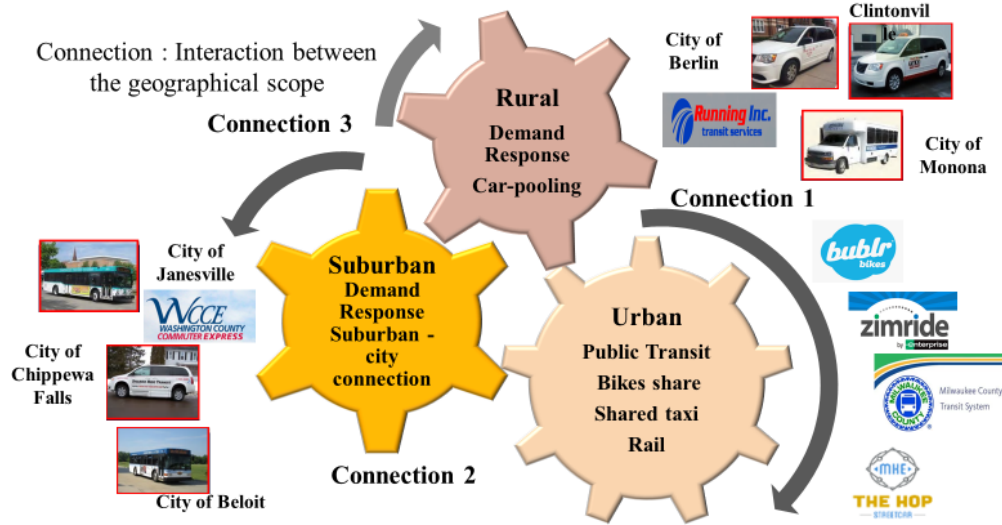 Connection : Interaction between
the geographical scope
Connection 3
Rural
Demand
Response
Car-pooling
City of
Berlin
Clintonvil
le
Running Inc.
transit services
City of
Monona
Connection 1
City of
Janesville
WCCE
WASHINGTON COUNTY
COMMUTER EXPRESS
City of
Chippewa
Falls
City of Beloit
Suburban
Demand
Response
Suburban -
city
connection
Connection 2
Urban
Public Transit
Bikes share
Shared taxi
Rail
bublr
bikes
zimride
by enterprise
MILWAUKEE
COUNTY
Milwaukee County
Transit System
MKE
THE HOP
STREETCAR